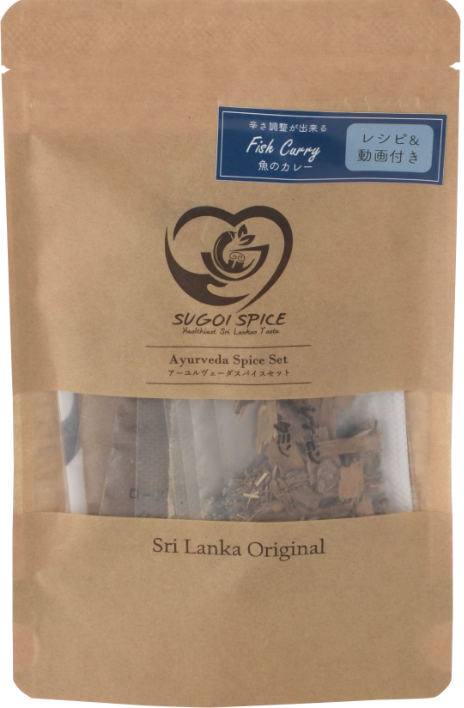 辛さ調整が出来る
Fish Curry
魚のカレー
レシピ&
動画付き
SUGOI SPICE
Healthiest Sri Lankan Taste
Ayurveda Spice Set
アーユルヴェーダスパイスセット
Sri Lanka Original